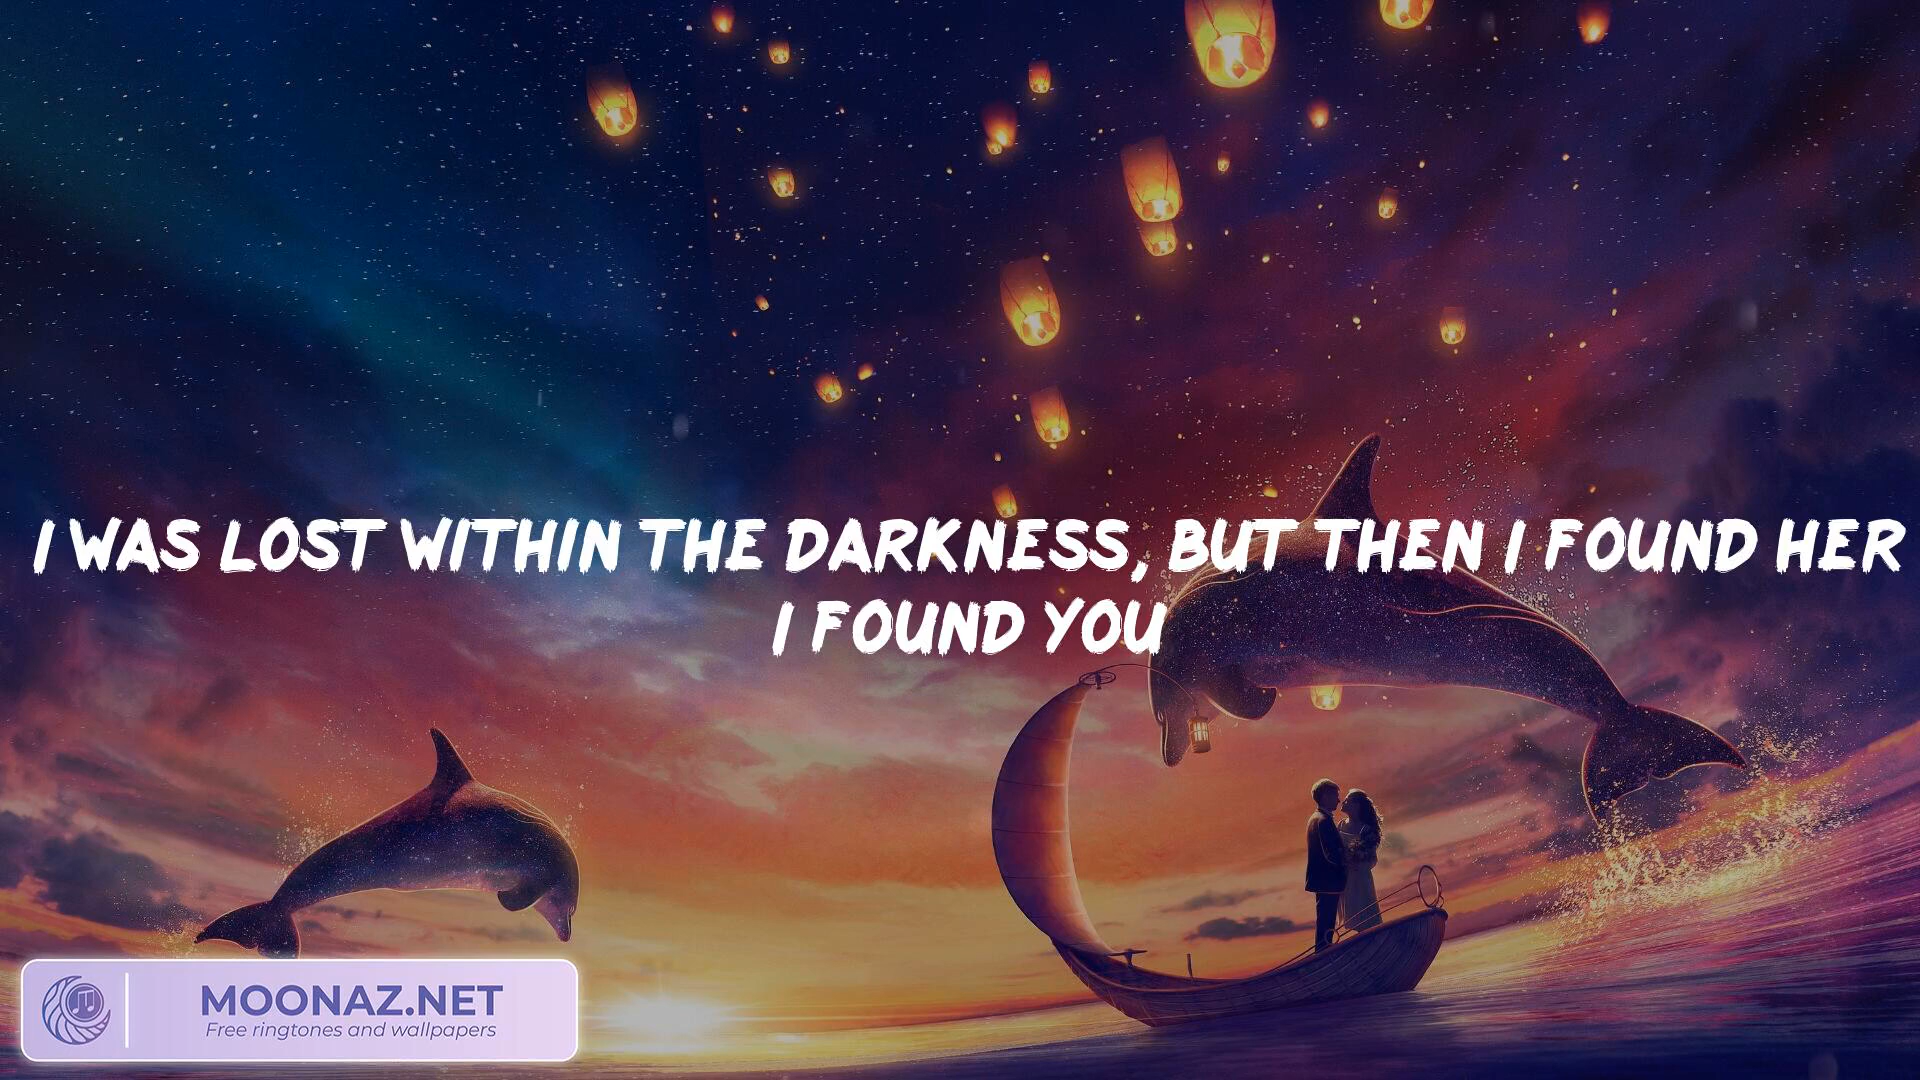 I WAS LOST WITHIN THE DARKNESS, BUT THEN I FOUND HER
I FOUND YOU
MOONAZ.NET
Free ringtones and wallpapers